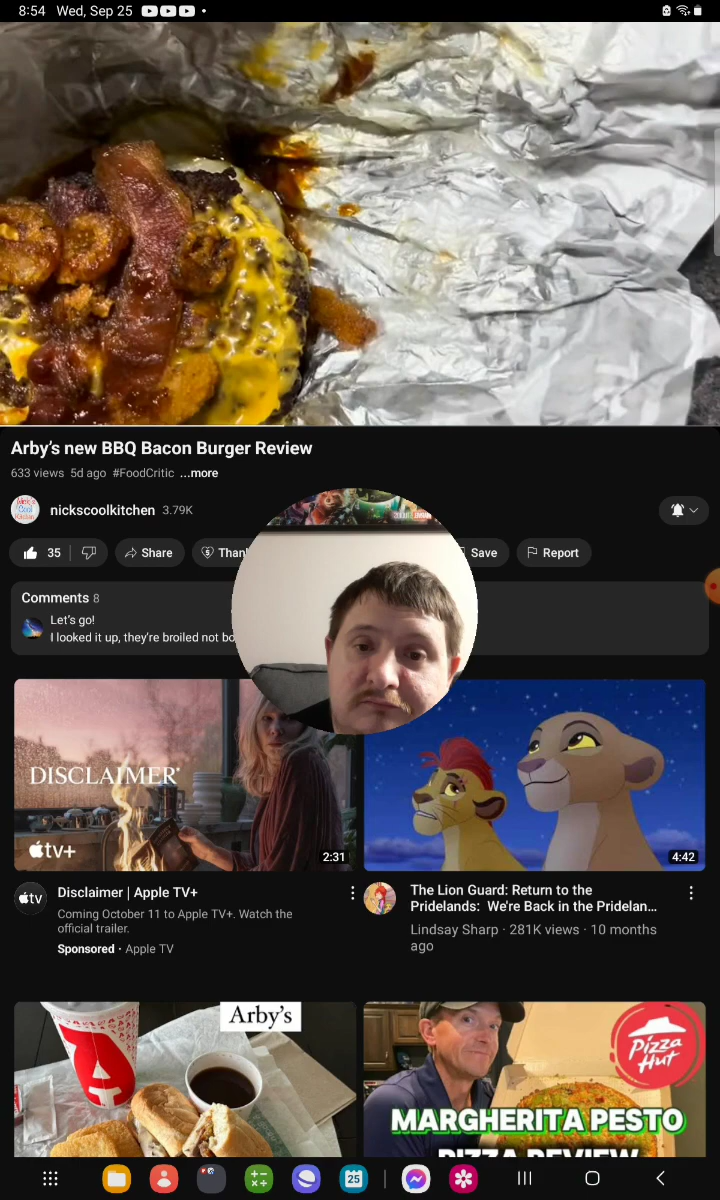 8:54 Wed, Sep 25
Arby's new BBQ Bacon Burger Review
633 views 5d ago #FoodCritic ...more
nickscoolkitchen 3.79K
35 Share Save Report
Comments 8
Let's go!
I looked it up, they're broiled not
DISCLAIMER
tv+
2:31
4:42
tv
Disclaimer | Apple TV+
Coming October 11 to Apple TV+. Watch the
official trailer.
Sponsored · Apple TV
The Lion Guard: Return to the
Pridelands: We're Back in the Pridelan...
Lindsay Sharp · 281K views · 10 months
ago
Arby's
Pizza
Hut
MARGHERITA PESTO
PIZZA REVIEW
25